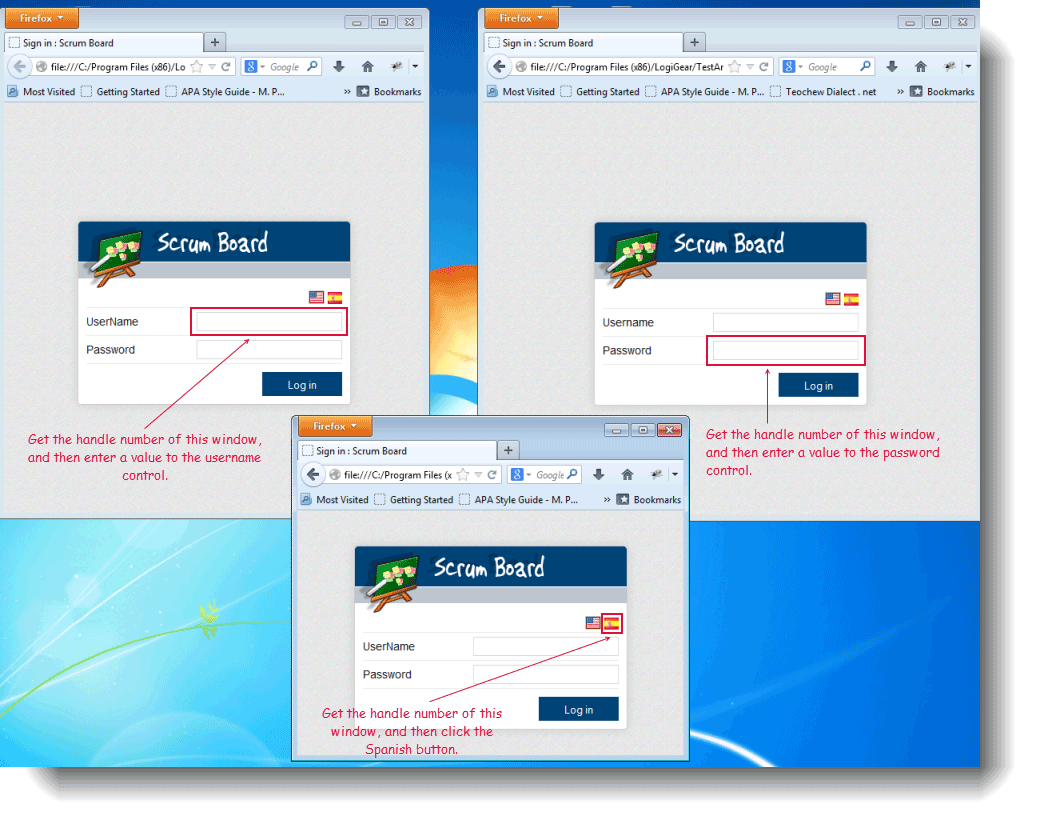 Firefox
Sign in : Scrum Board
file:///C:/Program Files (x86)/Lo
Google
Most Visited Getting Started APA Style Guide - M. P... » Bookmarks
Scrum Board
UserName
Password
Log in
Get the handle number of this window,
and then enter a value to the username
control.
Firefox
Sign in : Scrum Board
file:///C:/Program Files (x86)/LogiGear/TestAr
Google
Most Visited Getting Started APA Style Guide - M. P... Teochew Dialect . net » Bookmarks
Scrum Board
Username
Password
Log in
Get the handle number of this window,
and then enter a value to the password
control.
Firefox
Sign in : Scrum Board
file:///C:/Program Files (x
Google
Most Visited Getting Started APA Style Guide - M. P... » Bookmarks
Scrum Board
UserName
Password
Log in
Get the handle number of this
window, and then click the
Spanish button.